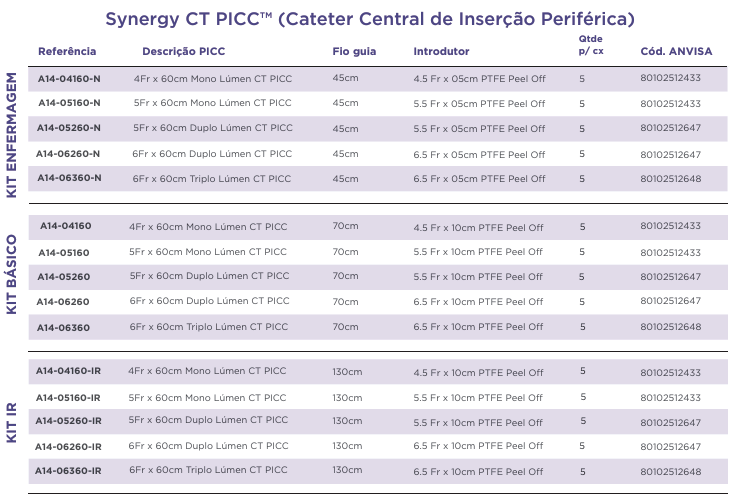 Synergy CT PICC™ (Cateter Central de Inserção Periférica)
Referência Descrição PICC Fio guia Introdutor Qtde p/ cx Cód. ANVISA
KIT ENFERMAGEM
A14-04160-N 4Fr x 60cm Mono Lúmen CT PICC 45cm 4.5 Fr x 05cm PTFE Peel Off 5 80102512433
A14-05160-N 5Fr x 60cm Mono Lúmen CT PICC 45cm 5.5 Fr x 05cm PTFE Peel Off 5 80102512433
A14-05260-N 5Fr x 60cm Duplo Lúmen CT PICC 45cm 5.5 Fr x 05cm PTFE Peel Off 5 80102512647
A14-06260-N 6Fr x 60cm Duplo Lúmen CT PICC 45cm 6.5 Fr x 05cm PTFE Peel Off 5 80102512647
A14-06360-N 6Fr x 60cm Triplo Lúmen CT PICC 45cm 6.5 Fr x 05cm PTFE Peel Off 5 80102512648
KIT BÁSICO
A14-04160 4Fr x 60cm Mono Lúmen CT PICC 70cm 4.5 Fr x 10cm PTFE Peel Off 5 80102512433
A14-05160 5Fr x 60cm Mono Lúmen CT PICC 70cm 5.5 Fr x 10cm PTFE Peel Off 5 80102512433
A14-05260 5Fr x 60cm Duplo Lúmen CT PICC 70cm 5.5 Fr x 10cm PTFE Peel Off 5 80102512647
A14-06260 6Fr x 60cm Duplo Lúmen CT PICC 70cm 6.5 Fr x 10cm PTFE Peel Off 5 80102512647
A14-06360 6Fr x 60cm Triplo Lúmen CT PICC 70cm 6.5 Fr x 10cm PTFE Peel Off 5 80102512648
KIT IR
A14-04160-IR 4Fr x 60cm Mono Lúmen CT PICC 130cm 4.5 Fr x 10cm PTFE Peel Off 5 80102512433
A14-05160-IR 5Fr x 60cm Mono Lúmen CT PICC 130cm 5.5 Fr x 10cm PTFE Peel Off 5 80102512433
A14-05260-IR 5Fr x 60cm Duplo Lúmen CT PICC 130cm 5.5 Fr x 10cm PTFE Peel Off 5 80102512647
A14-06260-IR 6Fr x 60cm Duplo Lúmen CT PICC 130cm 6.5 Fr x 10cm PTFE Peel Off 5 80102512647
A14-06360-IR 6Fr x 60cm Triplo Lúmen CT PICC 130cm 6.5 Fr x 10cm PTFE Peel Off 5 80102512648